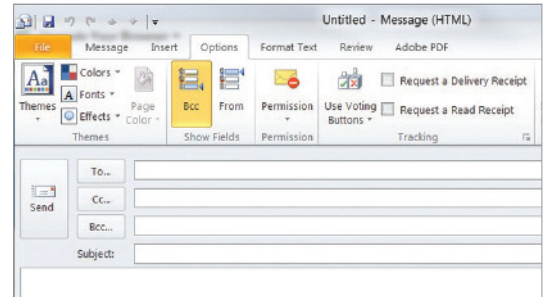 Untitled - Message (HTML)
File Message Insert Options Format Text Review Adobe PDF
Aa Themes
Colors
A Fonts
Effects
Page Color
Bcc
From
Permission
Use Voting Buttons
Request a Delivery Receipt
Request a Read Receipt
Themes Show Fields Permission Tracking
Send
To...
Cc...
Bcc...
Subject: